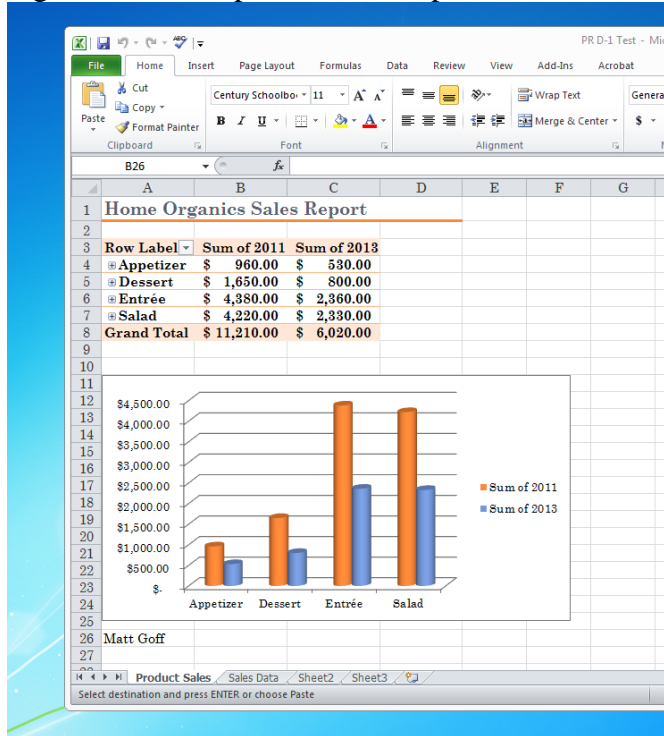 PR D-1 Test - Mi
File Home Insert Page Layout Formulas Data Review View Add-Ins Acrobat
Paste
Cut
Copy
Format Painter
Clipboard
Century Schoolbo 11 A A
B I U A
Font
Wrap Text
Merge & Center
Alignment
Genera
$
B26 fx
A B C D E F G
1 Home Organics Sales Report
2
3 Row Label Sum of 2011 Sum of 2013
4 Appetizer $ 960.00 $ 530.00
5 Dessert $ 1,650.00 $ 800.00
6 Entrée $ 4,380.00 $ 2,360.00
7 Salad $ 4,220.00 $ 2,330.00
8 Grand Total $ 11,210.00 $ 6,020.00
9
10
11
12 $4,500.00
13 $4,000.00
14 $3,500.00
15
16 $3,000.00
17 $2,500.00 Sum of 2011
18 $2,000.00 Sum of 2013
19 $1,500.00
20
21 $1,000.00
22 $500.00
23 $-
24 Appetizer Dessert Entrée Salad
25
26 Matt Goff
27
Product Sales Sales Data Sheet2 Sheet3
Select destination and press ENTER or choose Paste